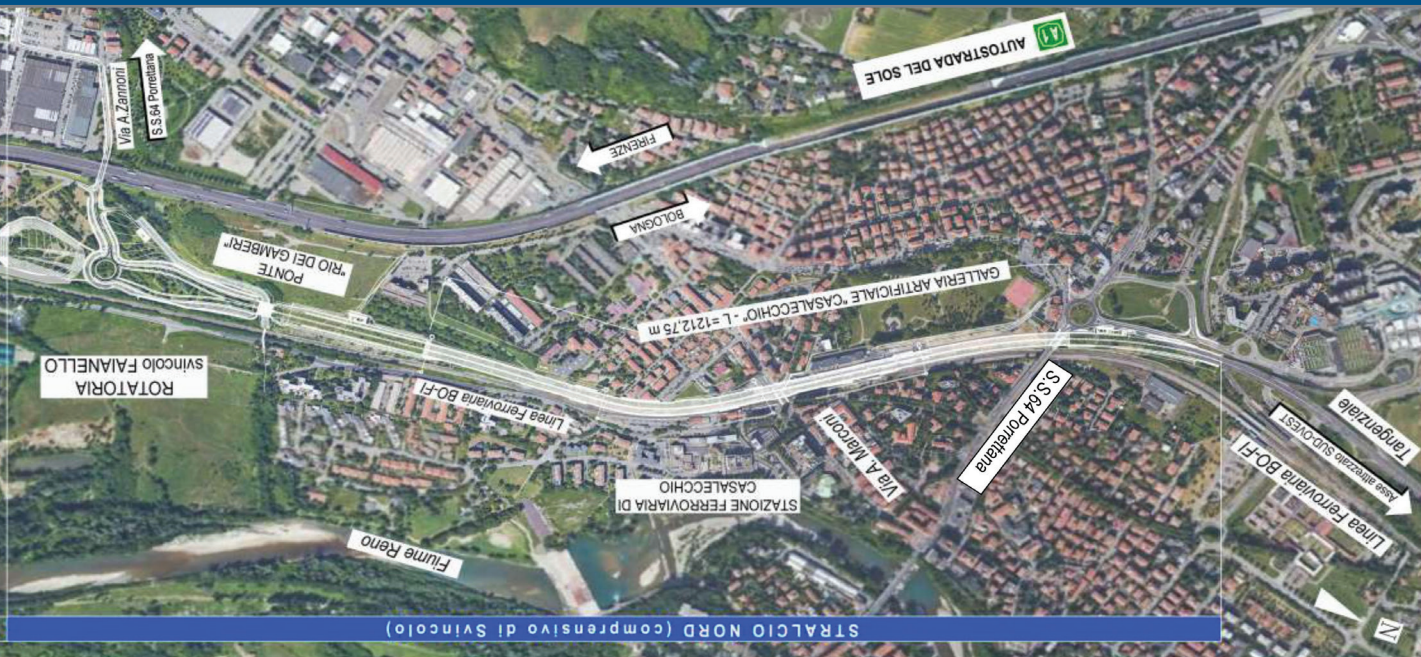 Via A.Zannoni
S.S.64 Porrettana
A1
AUTOSTRADA DEL SOLE
FIRENZE
BOLOGNA
PONTE
"RIO DEI GAMBERI"
GALLERIA ARTIFICIALE "CASALECCHIO" - L =1212,75 m
ROTATORIA
svincolo FAIANELLO
Linea Ferroviaria BO-FI
Via A. Marconi
S.S.64 Porrettana
Tangenziale
Asse attrezzato SUD-OVEST
Linea Ferroviaria BO-FI
STAZIONE FERROVIARIA DI
CASALECCHIO
Fiume Reno
N
STRALCIO NORD (comprensivo di Svincolo)